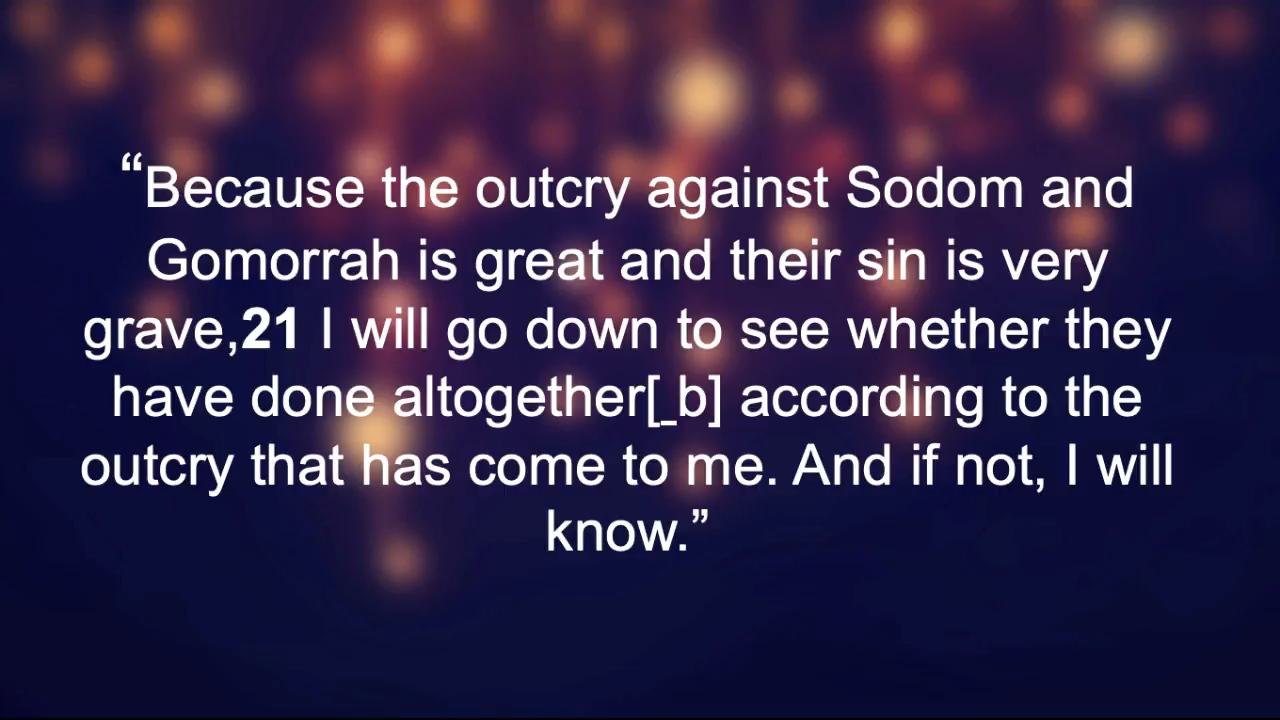 “Because the outcry against Sodom and
Gomorrah is great and their sin is very
grave,21 I will go down to see whether they
have done altogether[_b] according to the
outcry that has come to me. And if not, I will
know.”